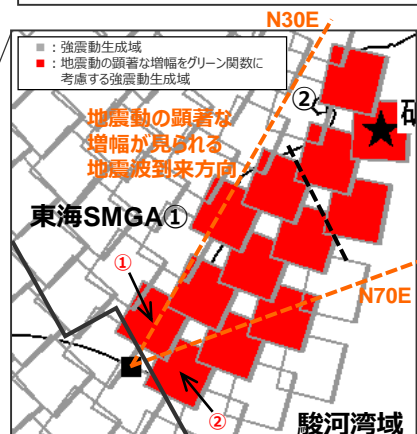 N30E
：強震動生成域
：地震動の顕著な増幅をグリーン関数に
考慮する強震動生成域
②
地震動の顕著な
増幅が見られる
地震波到来方向
東海SMGA①
①
N70E
②
駿河湾域